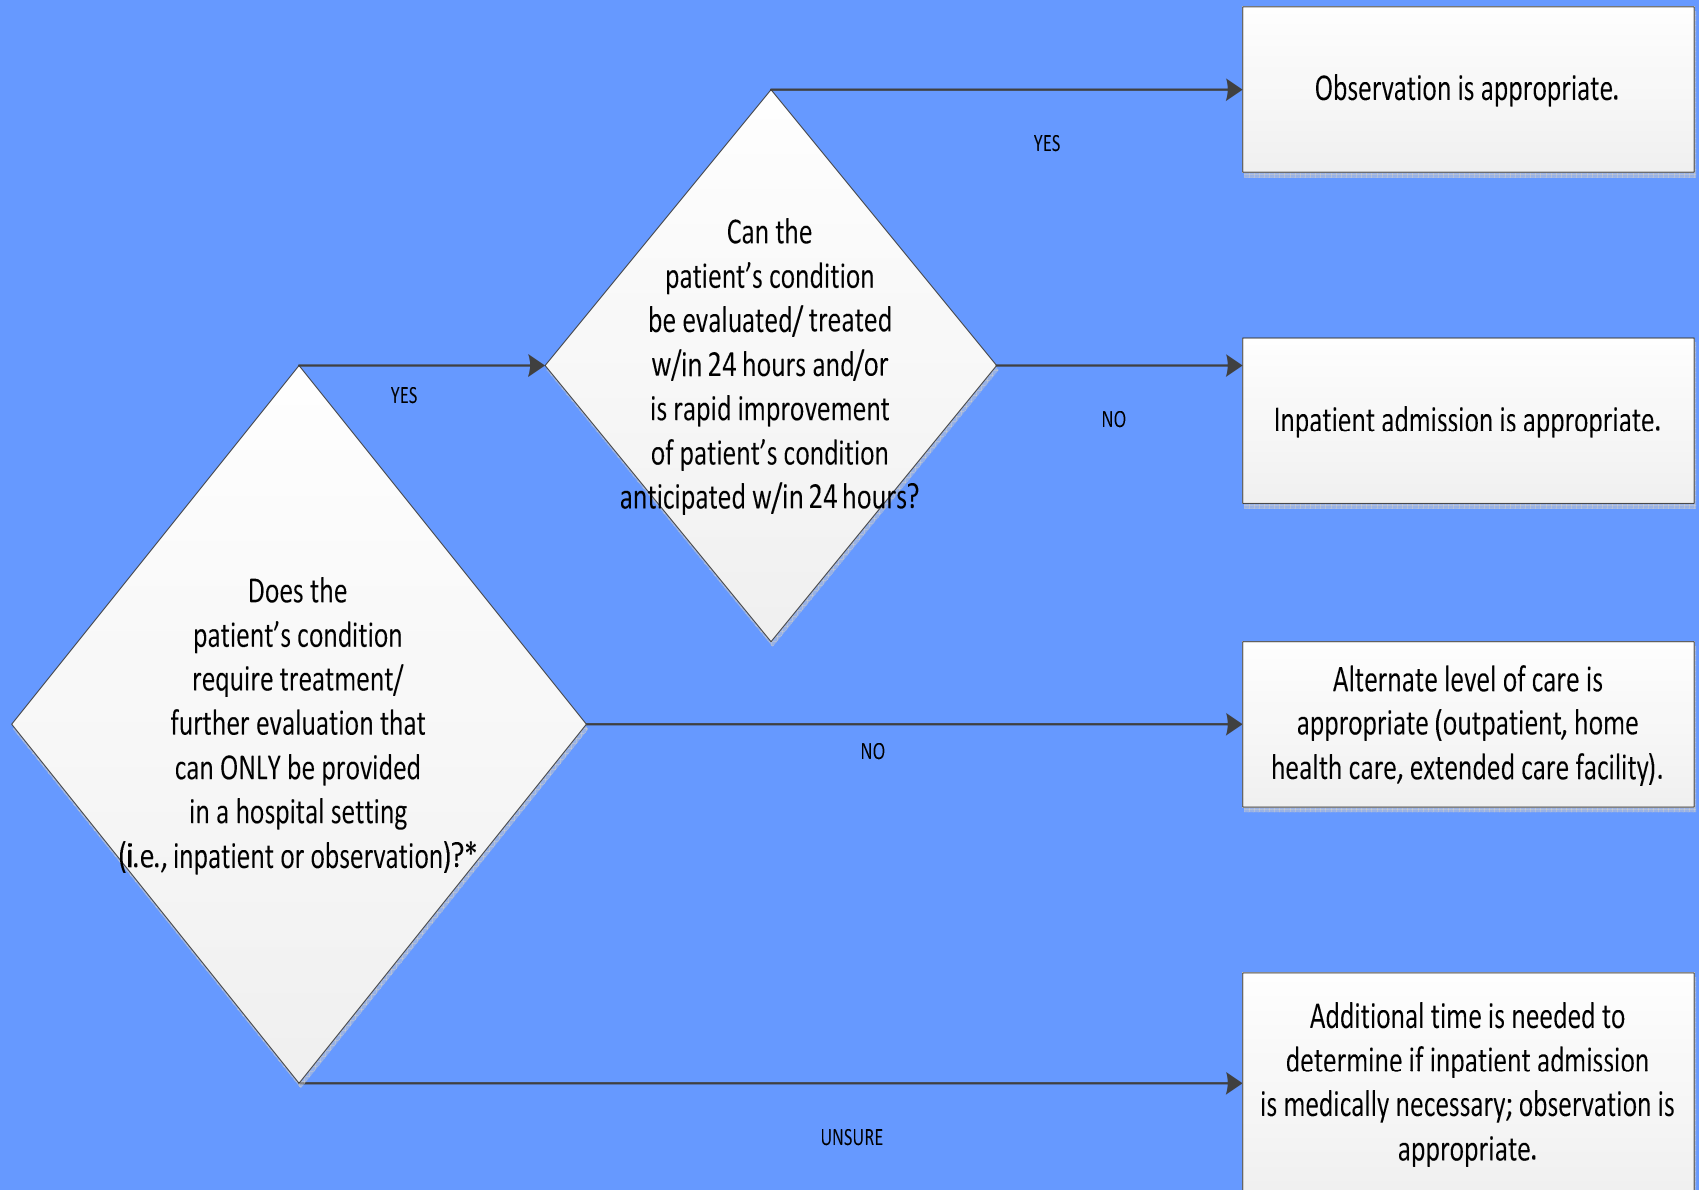 Observation is appropriate.
YES
Can the
patient’s condition
be evaluated/ treated
w/in 24 hours and/or
is rapid improvement
of patient’s condition
anticipated w/in 24 hours?
YES
NO
Inpatient admission is appropriate.
Does the
patient’s condition
require treatment/
further evaluation that
can ONLY be provided
in a hospital setting
(i.e., inpatient or observation)?*
NO
Alternate level of care is
appropriate (outpatient, home
health care, extended care facility).
UNSURE
Additional time is needed to
determine if inpatient admission
is medically necessary; observation is
appropriate.